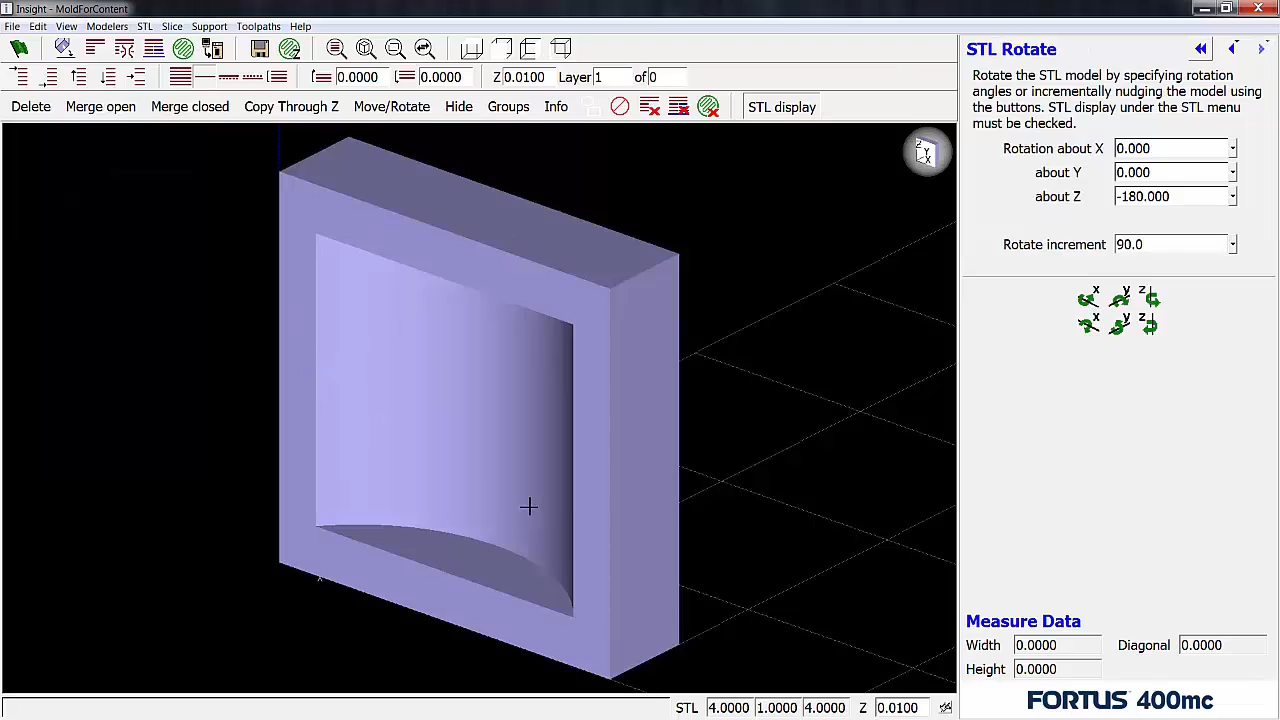 Insight - MoldForContent
File Edit View Modelers STL Slice Support Toolpaths Help
0.0000 0.0000 Z 0.0100 Layer 1 of 0
Delete Merge open Merge closed Copy Through Z Move/Rotate Hide Groups Info STL display
STL Rotate
Rotate the STL model by specifying rotation
angles or incrementally nudging the model using
the buttons. STL display under the STL menu
must be checked.
Rotation about X 0.000
about Y 0.000
about Z -180.000
Rotate increment 90.0
x y z
x y z
Z Y X
Measure Data
Width 0.0000 Diagonal 0.0000
Height 0.0000
FORTUS 400mc
STL 4.0000 1.0000 4.0000 Z 0.0100